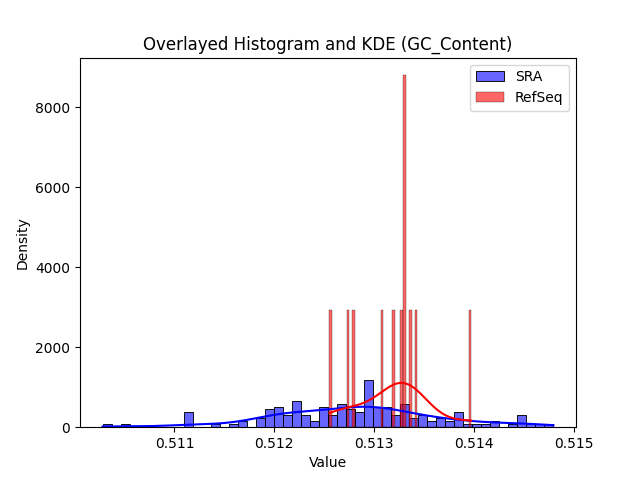 Overlayed Histogram and KDE (GC_Content)
SRA
RefSeq
8000
6000
4000
2000
0
Density
0.511 0.512 0.513 0.514 0.515
Value